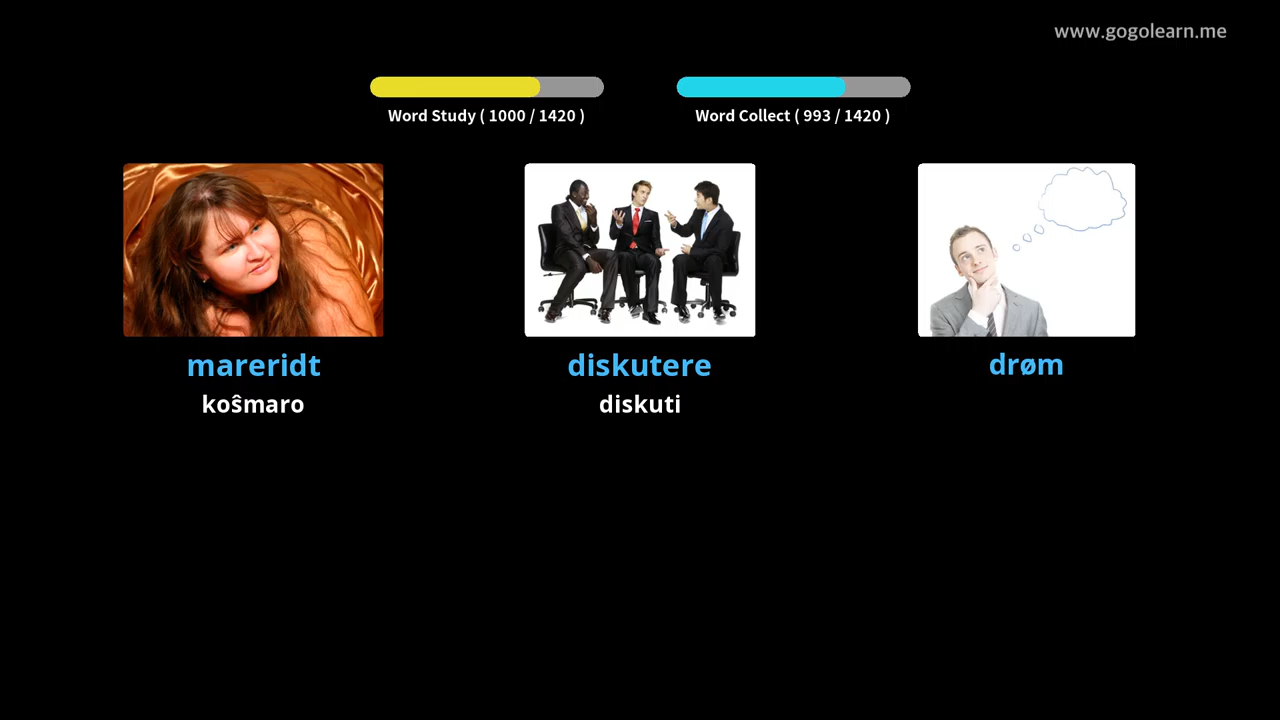 www.gogolearn.me
Word Study ( 1000 / 1420 )
Word Collect ( 993 / 1420 )
mareridt
koŝmaro
diskutere
diskuti
drøm